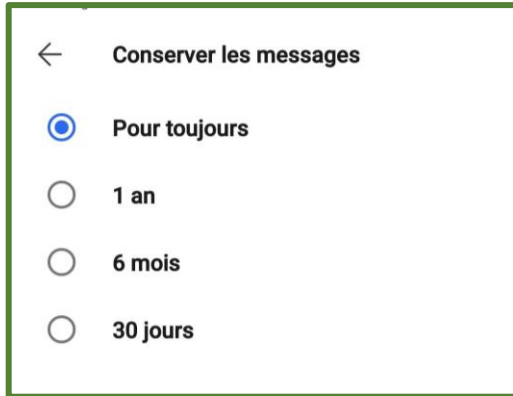 Conserver les messages
Pour toujours
1 an
6 mois
30 jours